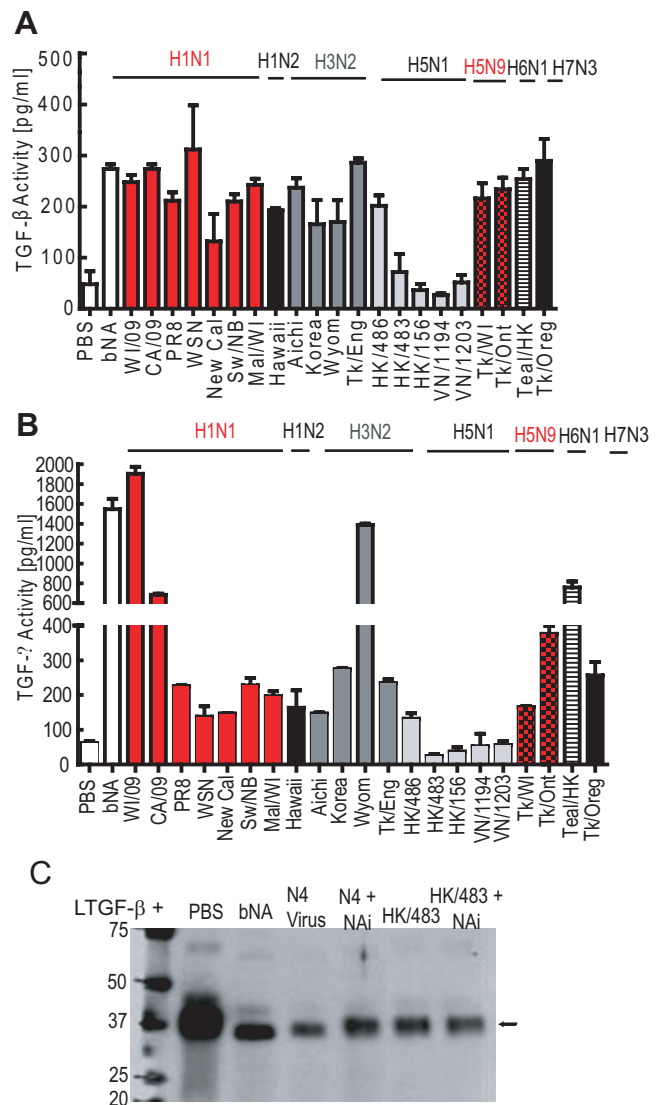 A
H1N1 H1N2 H3N2 H5N1 H5N9 H6N1 H7N3
TGF-β Activity [pg/ml]
500
400
300
200
100
0
PBS bNA WI/09 CA/09 PR8 WSN New Cal Sw/NB Mal/WI Hawaii Aichi Korea Wyom Tk/Eng HK/486 HK/483 HK/156 VN/1194 VN/1203 Tk/WI Tk/Ont Teal/HK Tk/Oreg
B
H1N1 H1N2 H3N2 H5N1 H5N9 H6N1 H7N3
TGF-? Activity [pg/ml]
2000
1800
1600
1400
1200
1000
800
600
400
300
200
100
0
PBS bNA WI/09 CA/09 PR8 WSN New Cal Sw/NB Mal/WI Hawaii Aichi Korea Wyom Tk/Eng HK/486 HK/483 HK/156 VN/1194 VN/1203 Tk/WI Tk/Ont Teal/HK Tk/Oreg
C
LTGF-β + PBS bNA N4 Virus N4 + NAi HK/483 HK/483 + NAi
75
50
37
25
20